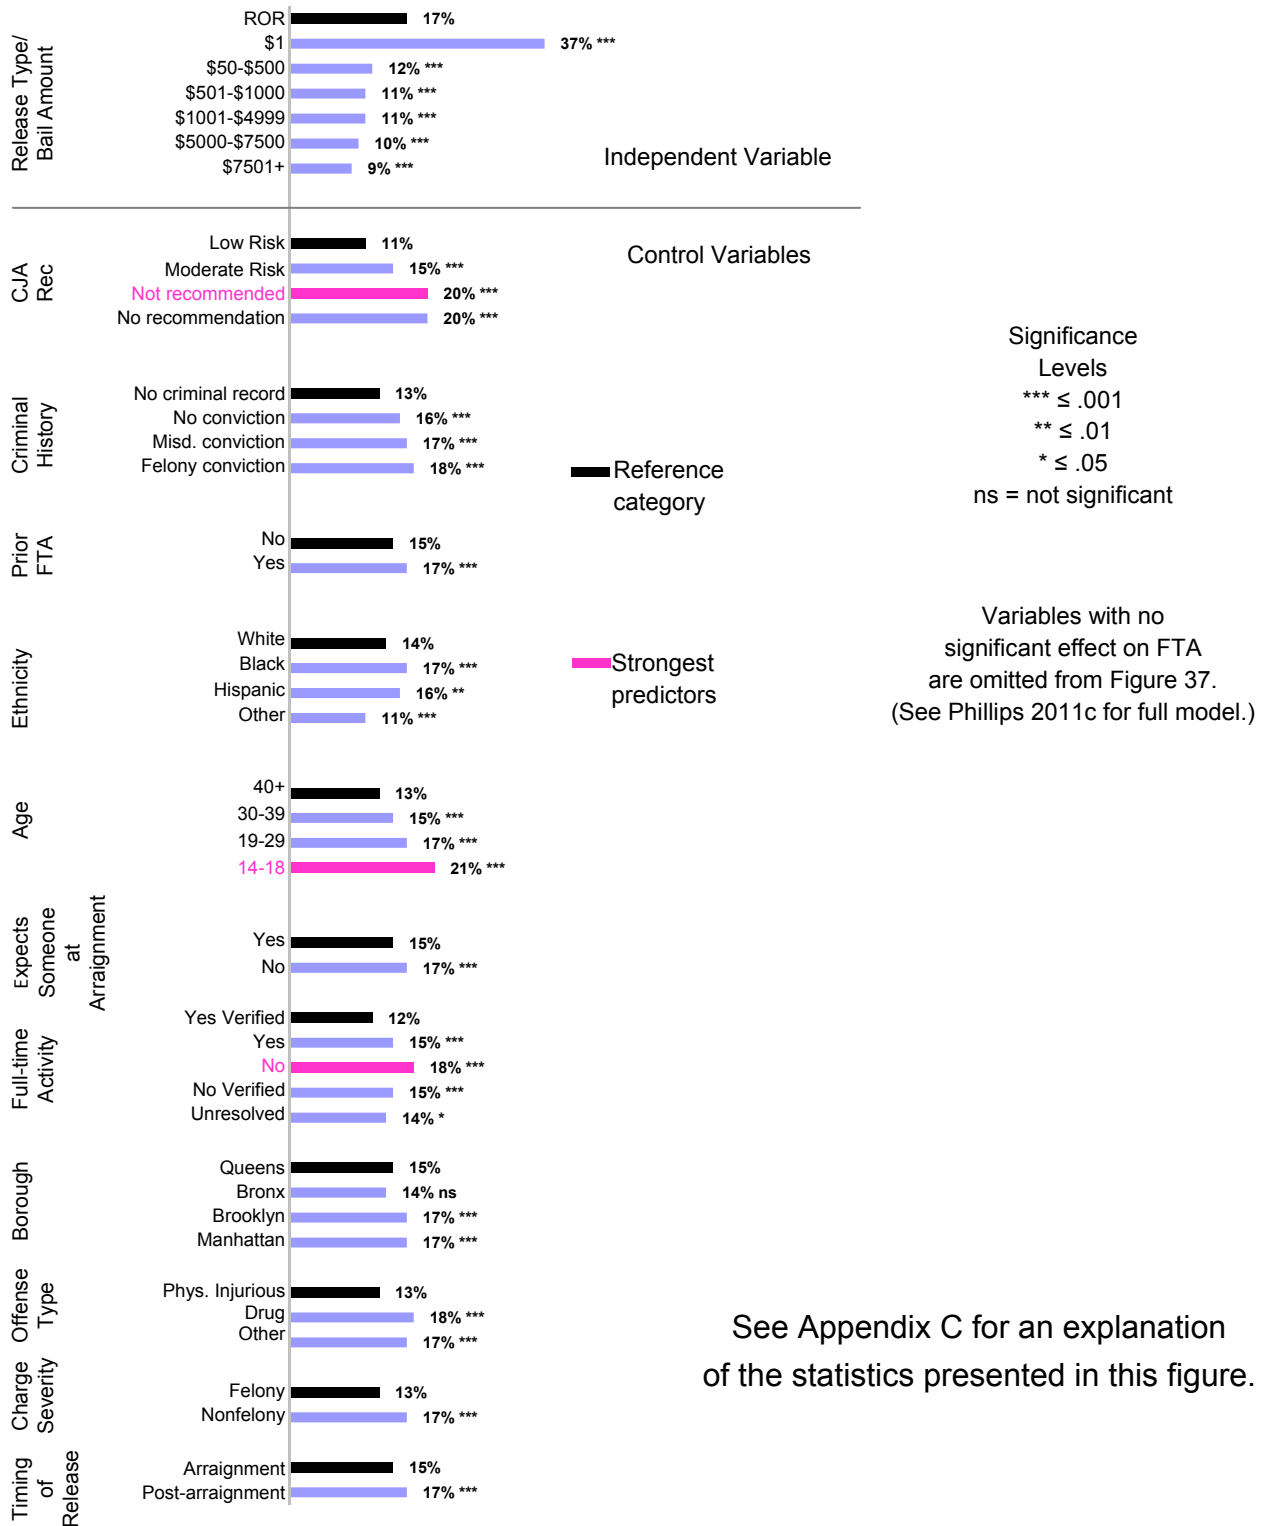 Release Type/
Bail Amount
ROR 17%
$1 37% ***
$50-$500 12% ***
$501-$1000 11% ***
$1001-$4999 11% ***
$5000-$7500 10% ***
$7501+ 9% ***
Independent Variable
Control Variables
CJA
Rec
Low Risk 11%
Moderate Risk 15% ***
Not recommended 20% ***
No recommendation 20% ***
Criminal
History
No criminal record 13%
No conviction 16% ***
Misd. conviction 17% ***
Felony conviction 18% ***
Prior
FTA
No 15%
Yes 17% ***
Ethnicity
White 14%
Black 17% ***
Hispanic 16% **
Other 11% ***
Age
40+ 13%
30-39 15% ***
19-29 17% ***
14-18 21% ***
Expects
Someone
at
Arraignment
Yes 15%
No 17% ***
Full-time
Activity
Yes Verified 12%
Yes 15% ***
No 18% ***
No Verified 15% ***
Unresolved 14% *
Borough
Queens 15%
Bronx 14% ns
Brooklyn 17% ***
Manhattan 17% ***
Offense
Type
Phys. Injurious 13%
Drug 18% ***
Other 17% ***
Charge
Severity
Felony 13%
Nonfelony 17% ***
Timing
of
Release
Arraignment 15%
Post-arraignment 17% ***
Reference
category
Strongest
predictors
Significance
Levels
*** ≤ .001
** ≤ .01
* ≤ .05
ns = not significant
Variables with no
significant effect on FTA
are omitted from Figure 37.
(See Phillips 2011c for full model.)
See Appendix C for an explanation
of the statistics presented in this figure.